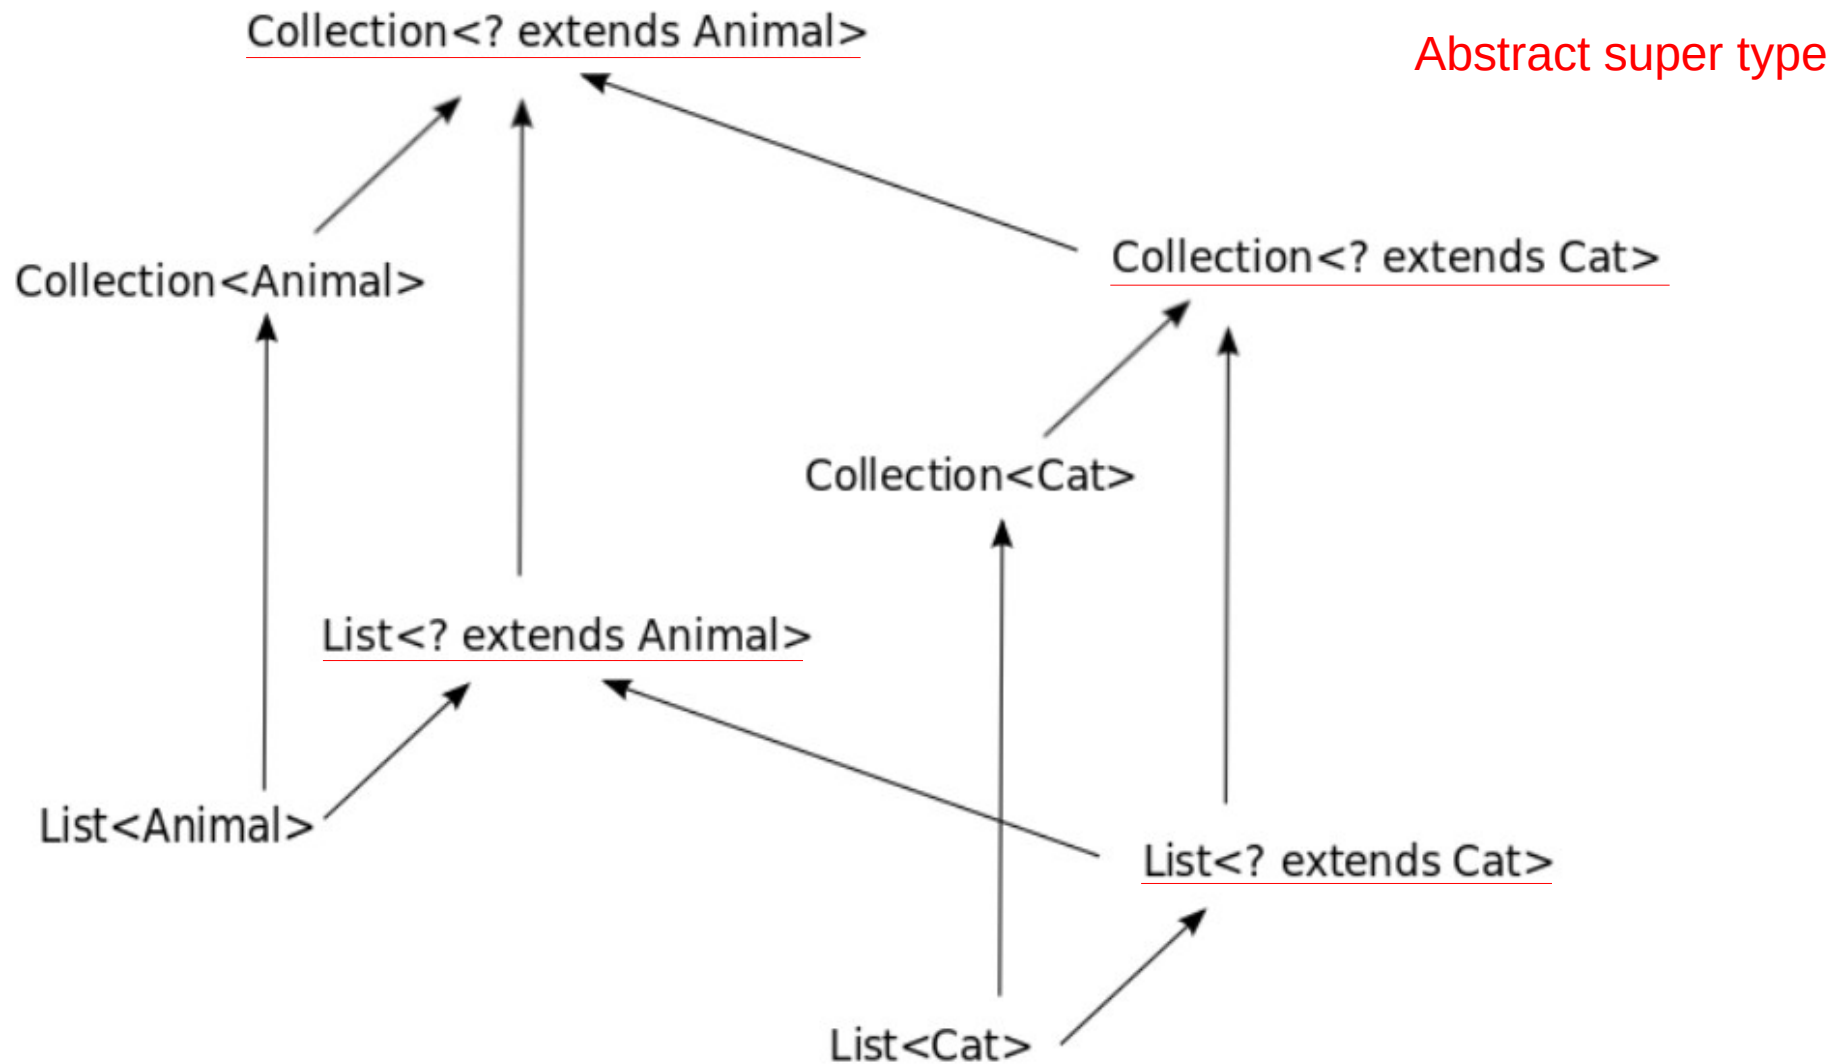 Collection<? extends Animal>
Abstract super type
Collection<? extends Cat>
Collection<Animal>
Collection<Cat>
List<? extends Animal>
List<Animal>
List<? extends Cat>
List<Cat>